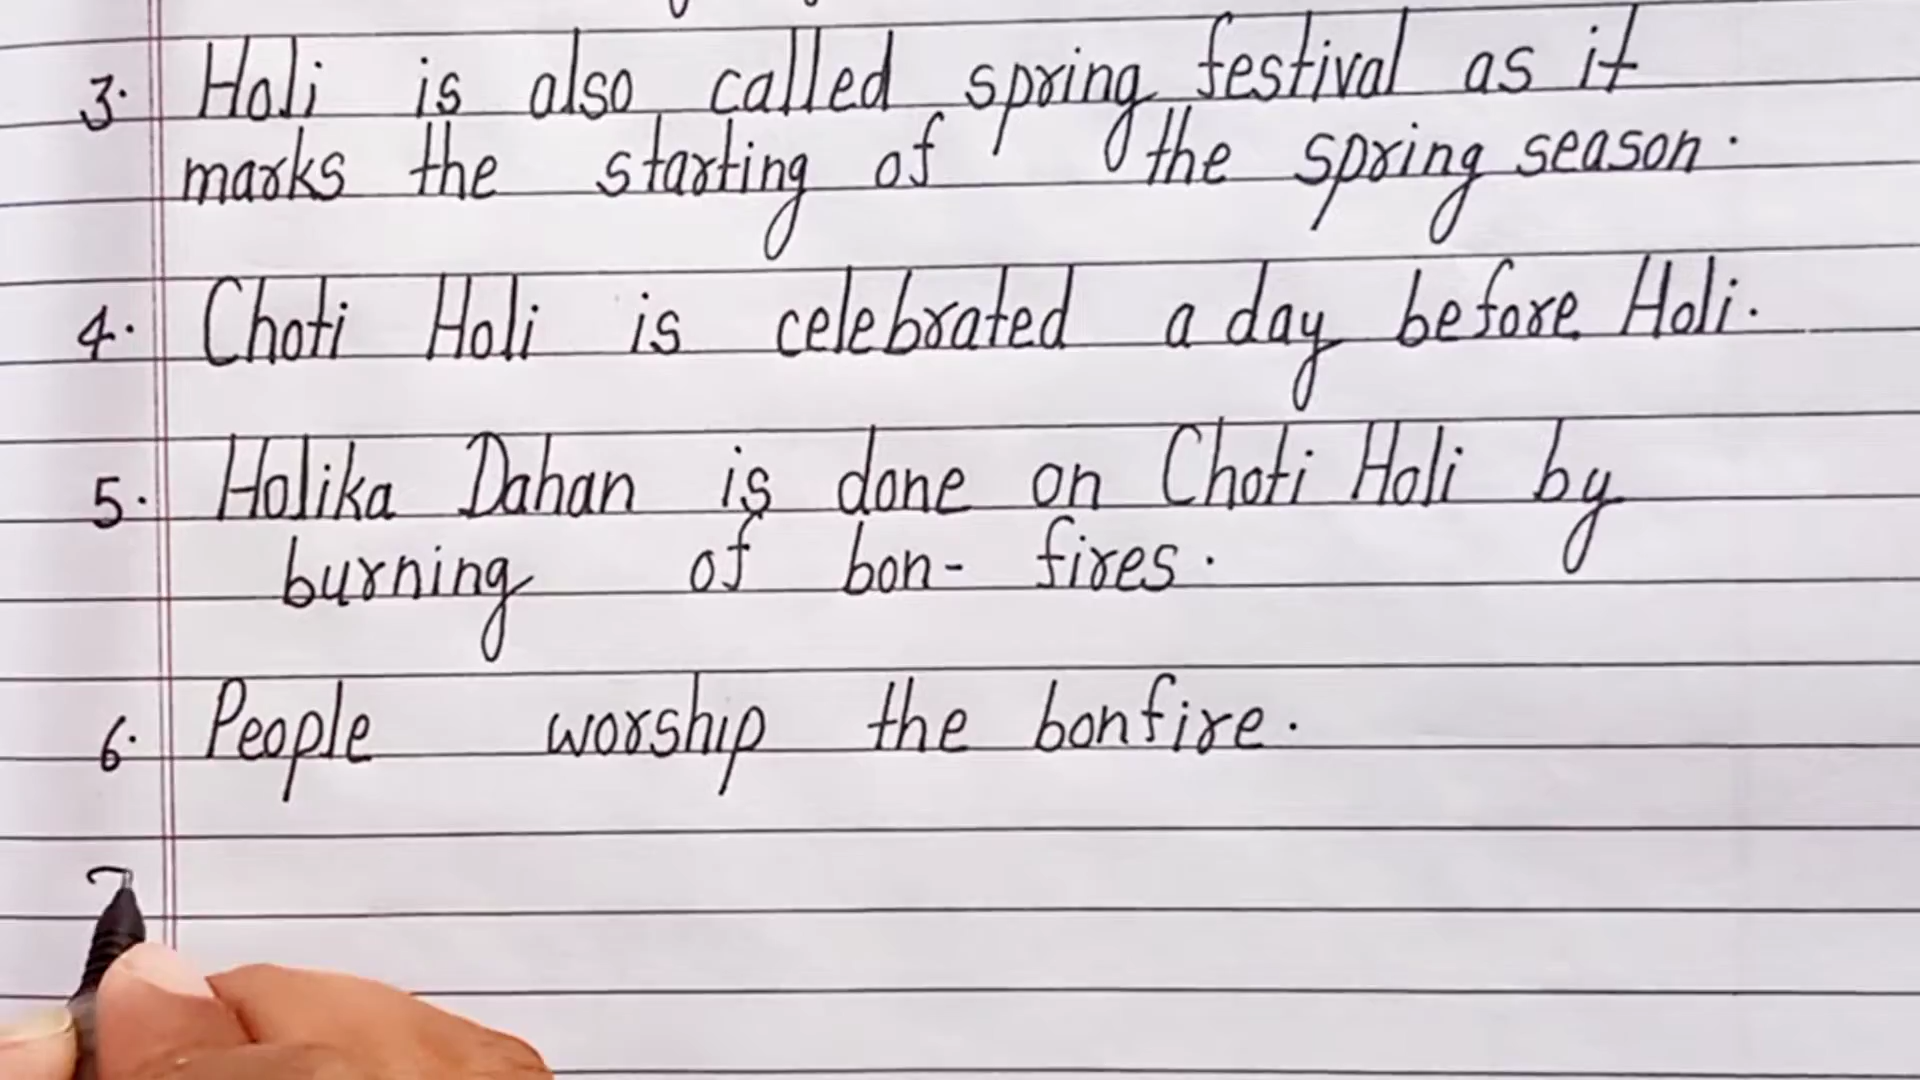 3. Holi is also called spring festival as it
marks the starting of the spring season.
4. Choti Holi is celebrated a day before Holi.
5. Holika Dahan is done on Choti Holi by
burning of bon- fires.
6. People worship the bonfire.